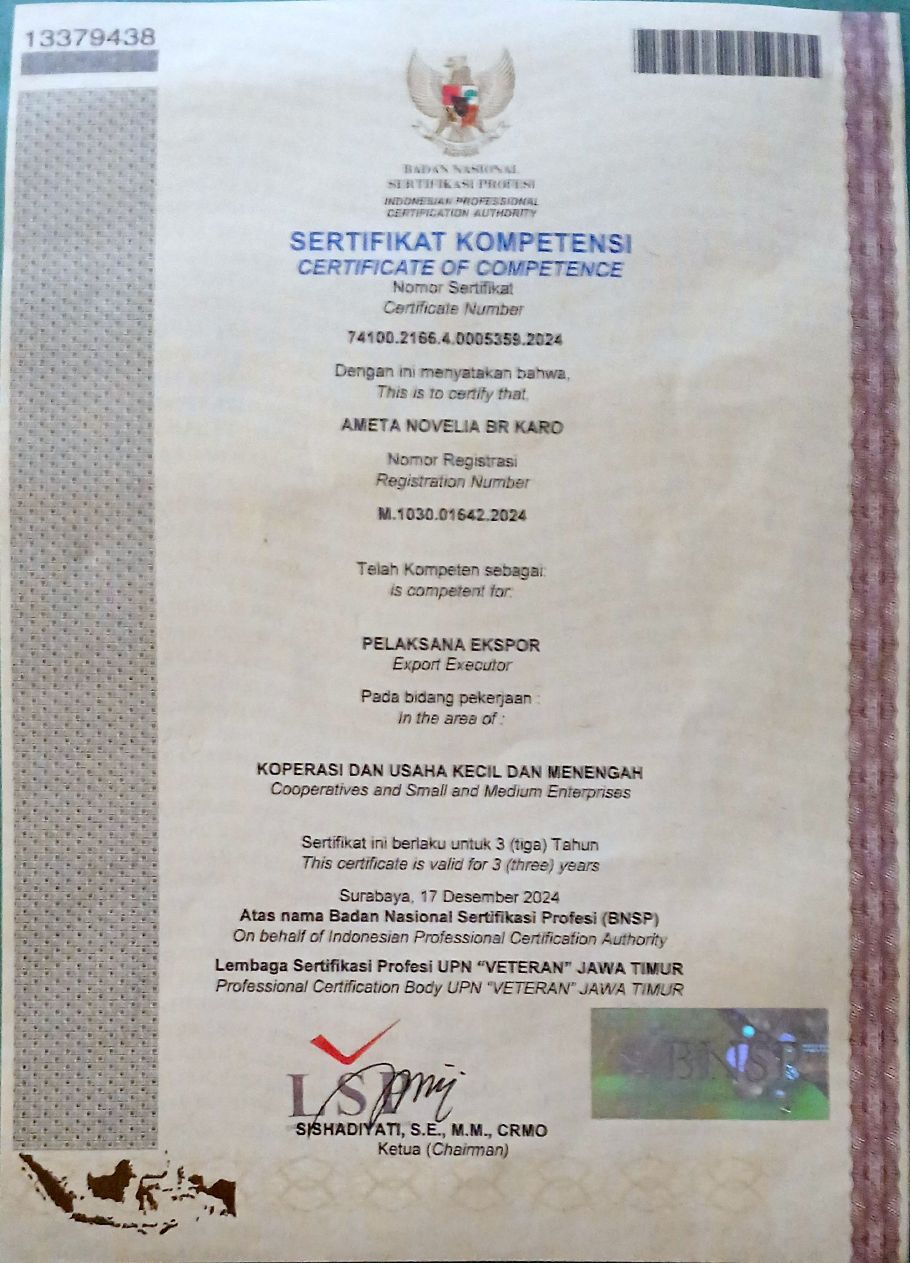 13379438
BADAN NASIONAL
SERTIFIKASI PROFESI
INDONESIAN PROFESSIONAL
CERTIFICATION AUTHORITY
SERTIFIKAT KOMPETENSI
CERTIFICATE OF COMPETENCE
Nomor Sertifikat
Certificate Number
74100.2166.4.0005359.2024
Dengan ini menyatakan bahwa,
This is to certify that,
AMETA NOVELIA BR KARO
Nomor Registrasi
Registration Number
M.1030.01642.2024
Telah Kompeten sebagai:
is competent for:
PELAKSANA EKSPOR
Export Executor
Pada bidang pekerjaan :
In the area of :
KOPERASI DAN USAHA KECIL DAN MENENGAH
Cooperatives and Small and Medium Enterprises
Sertifikat ini berlaku untuk 3 (tiga) Tahun
This certificate is valid for 3 (three) years
Surabaya, 17 Desember 2024
Atas nama Badan Nasional Sertifikasi Profesi (BNSP)
On behalf of Indonesian Professional Certification Authority
Lembaga Sertifikasi Profesi UPN “VETERAN” JAWA TIMUR
Professional Certification Body UPN “VETERAN” JAWA TIMUR
LSP
BNSP
SISHADIYATI, S.E., M.M., CRMO
Ketua (Chairman)